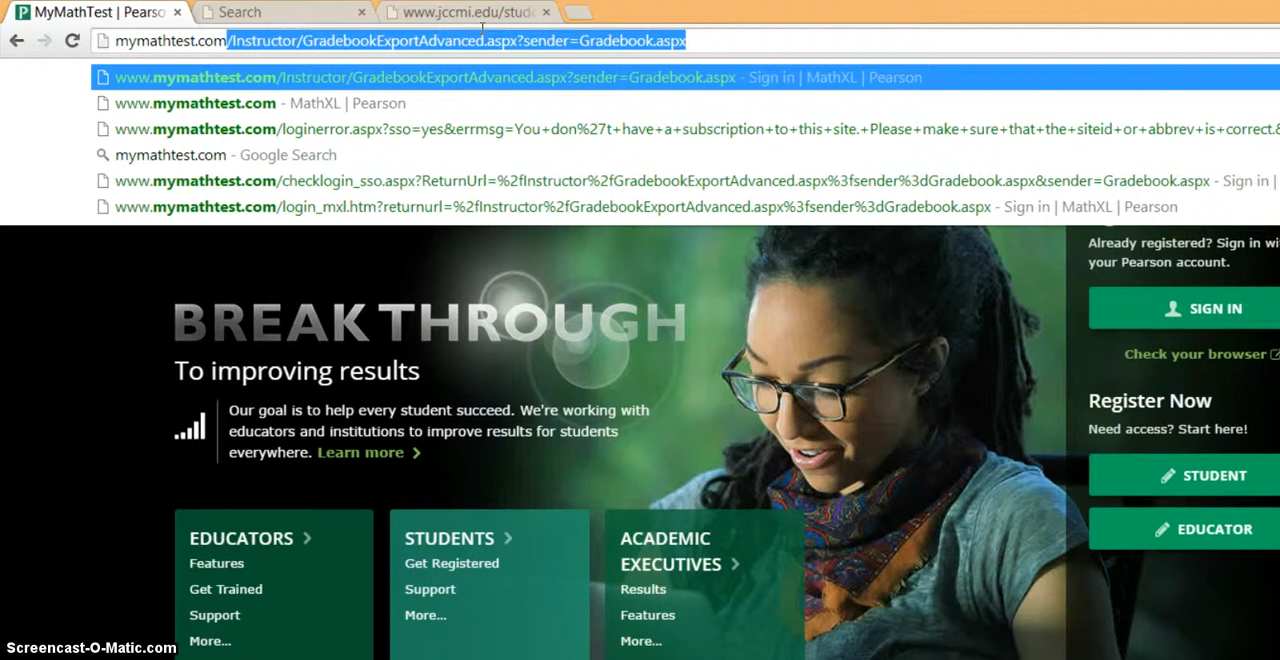 MyMathTest | Pearso
Search
www.jccmi.edu/stude
mymathtest.com/Instructor/GradebookExportAdvanced.aspx?sender=Gradebook.aspx
www.mymathtest.com/Instructor/GradebookExportAdvanced.aspx?sender=Gradebook.aspx - Sign in | MathXL | Pearson
www.mymathtest.com - MathXL | Pearson
www.mymathtest.com/loginerror.aspx?sso=yes&errmsg=You+don%27t+have+a+subscription+to+this+site.+Please+make+sure+that+the+siteid+or+abbrev+is+correct.&
mymathtest.com - Google Search
www.mymathtest.com/checklogin_sso.aspx?ReturnUrl=%2fInstructor%2fGradebookExportAdvanced.aspx%3fsender%3dGradebook.aspx&sender=Gradebook.aspx - Sign in |
www.mymathtest.com/login_mxl.htm?returnurl=%2fInstructor%2fGradebookExportAdvanced.aspx%3fsender%3dGradebook.aspx - Sign in | MathXL | Pearson
Already registered? Sign in wi
your Pearson account.
SIGN IN
Check your browser
Register Now
Need access? Start here!
STUDENT
EDUCATOR
BREAKTHROUGH
To improving results
Our goal is to help every student succeed. We're working with
educators and institutions to improve results for students
everywhere. Learn more
EDUCATORS
Features
Get Trained
Support
More...
STUDENTS
Get Registered
Support
More...
ACADEMIC
EXECUTIVES
Results
Features
More...
Screencast-O-Matic.com